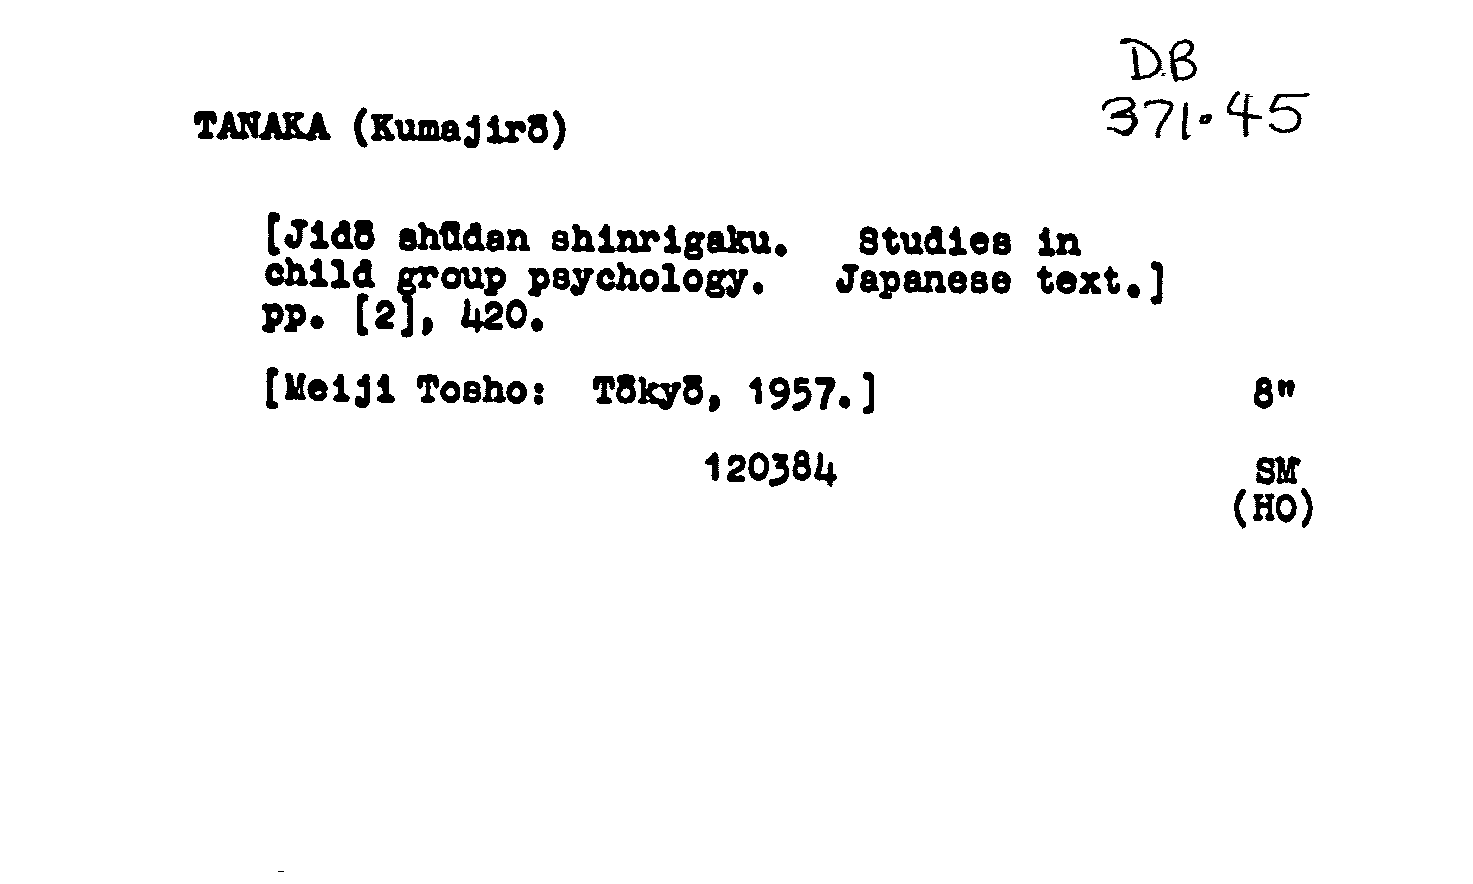 D.B
371.45
TANAKA (Kumajirō)
[Jidō shūdan shinrigaku. Studies in
child group psychology. Japanese text.]
pp. [2], 420.
[Meiji Tosho: Tōkyō, 1957.] 8"
120384 SM
(HO)